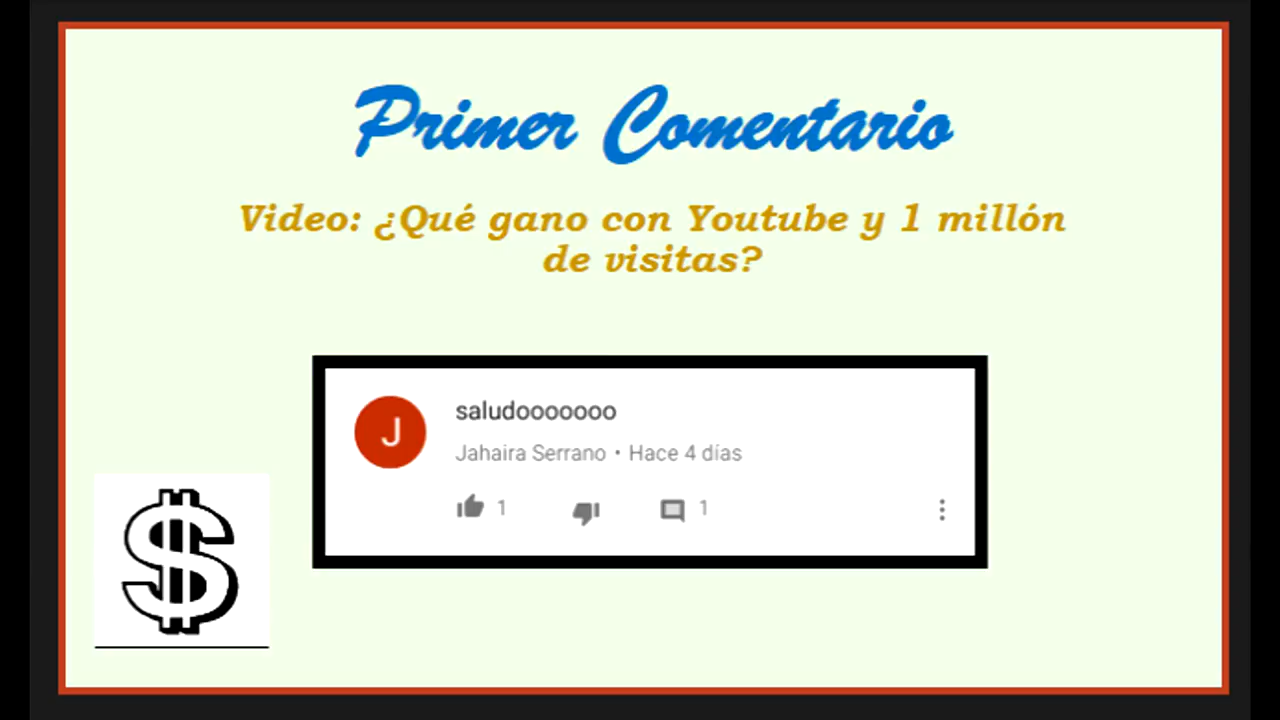 Primer Comentario
Video: ¿Qué gano con Youtube y 1 millón
de visitas?
J
saludooooooo
Jahaira Serrano • Hace 4 días
1
1
$